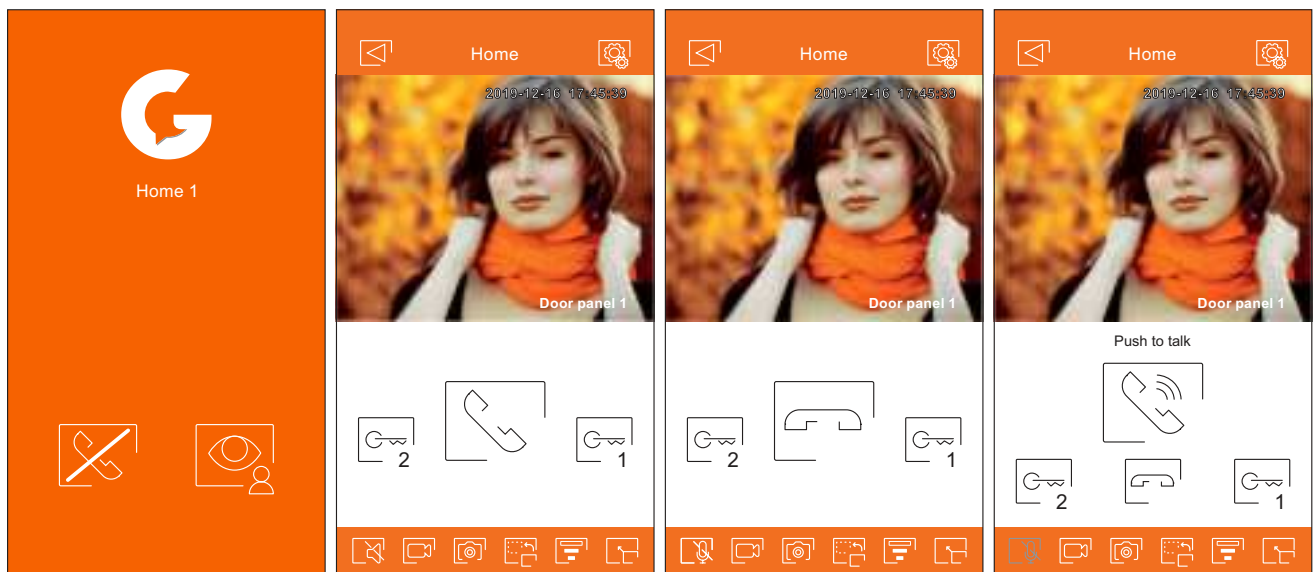 Home 1
Home
2019-12-16 17:45:39
Door panel 1
2
1
Home
2019-12-16 17:45:39
Door panel 1
2
1
Home
2019-12-16 17:45:39
Door panel 1
Push to talk
2
1